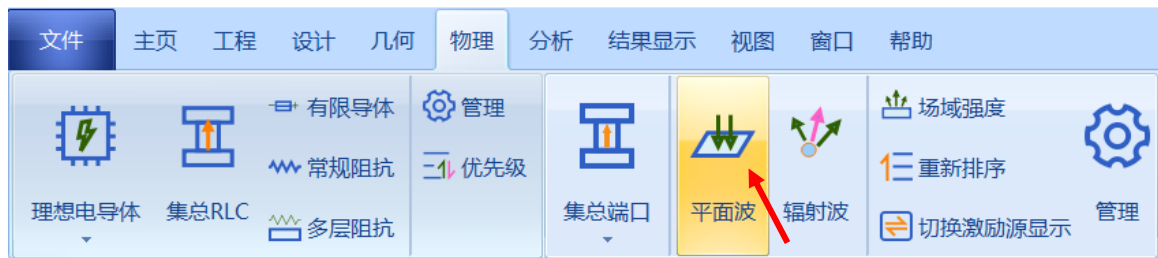 文件 主页 工程 设计 几何 物理 分析 结果显示 视图 窗口 帮助
理想电导体
集总RLC
有限导体
常规阻抗
多层阻抗
管理
优先级
集总端口
平面波
辐射波
场域强度
重新排序
切换激励源显示
管理